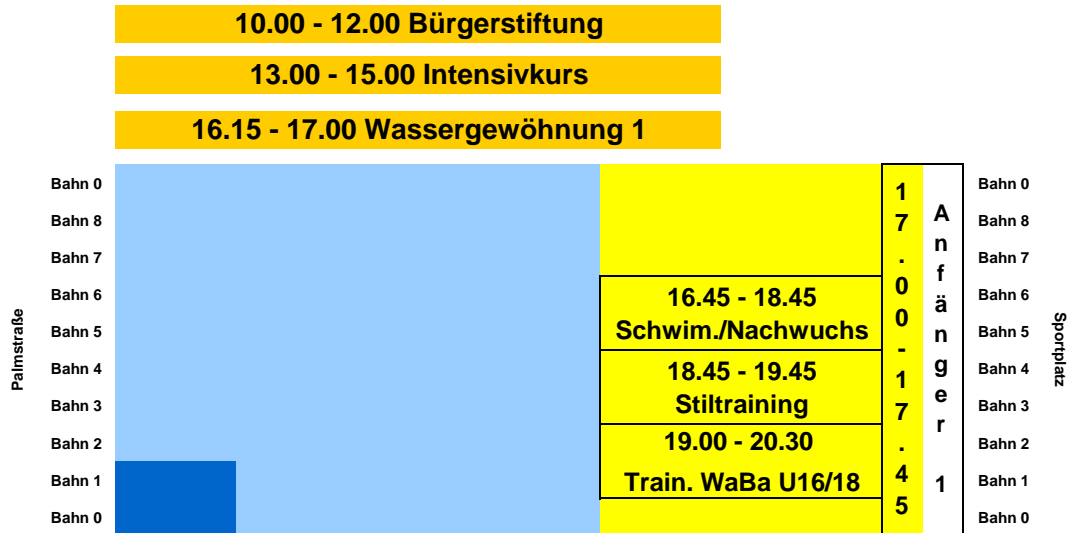 10.00 - 12.00 Bürgerstiftung
13.00 - 15.00 Intensivkurs
16.15 - 17.00 Wassergewöhnung 1
Palmstraße
Bahn 0
Bahn 8
Bahn 7
Bahn 6
Bahn 5
Bahn 4
Bahn 3
Bahn 2
Bahn 1
Bahn 0
16.45 - 18.45
Schwim./Nachwuchs
18.45 - 19.45
Stiltraining
19.00 - 20.30
Train. WaBa U16/18
17.00-17.45
Anfänger 1
Bahn 0
Bahn 8
Bahn 7
Bahn 6
Bahn 5
Bahn 4
Bahn 3
Bahn 2
Bahn 1
Bahn 0
Sportplatz